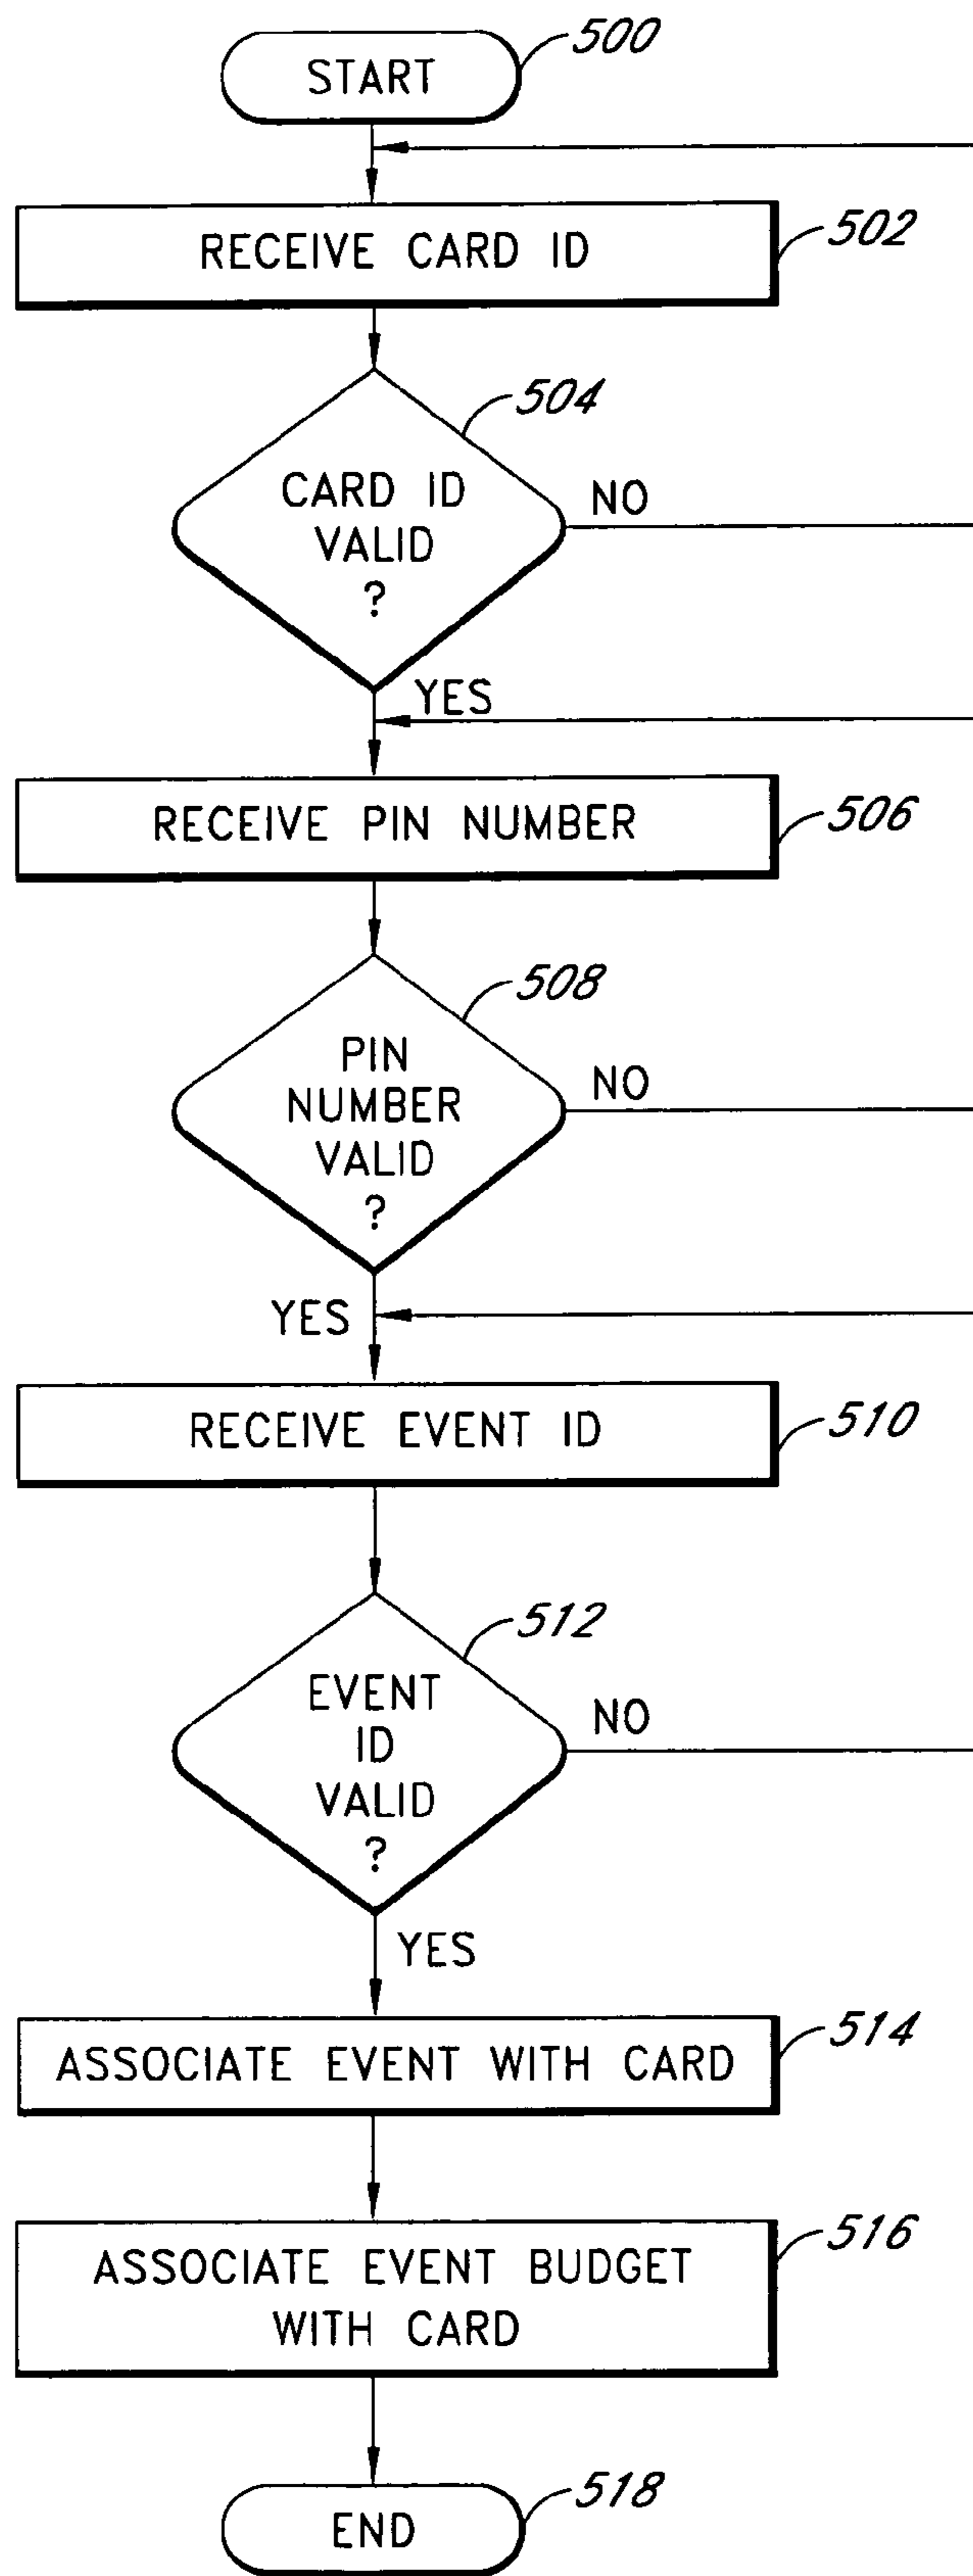 START
500
RECEIVE CARD ID
502
504
CARD ID
VALID
?
NO
YES
RECEIVE PIN NUMBER
506
508
PIN
NUMBER
VALID
?
NO
YES
RECEIVE EVENT ID
510
512
EVENT
ID
VALID
?
NO
YES
ASSOCIATE EVENT WITH CARD
514
ASSOCIATE EVENT BUDGET
WITH CARD
516
END
518